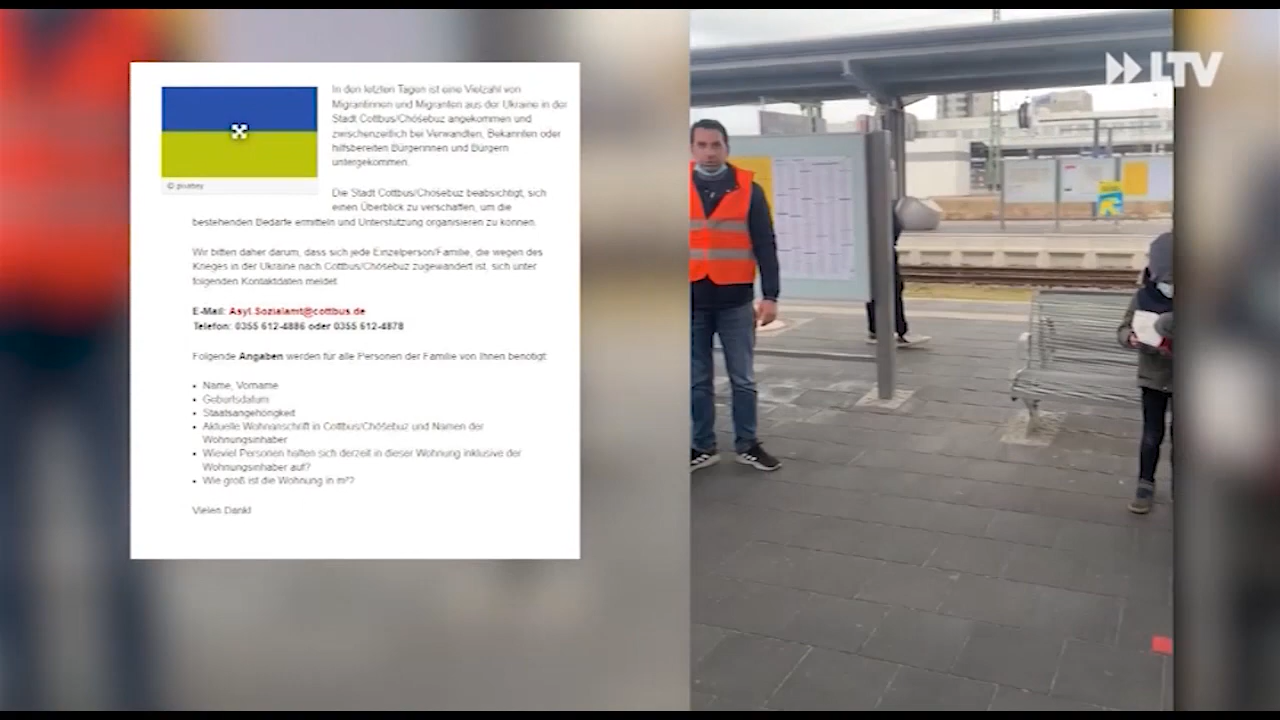 LTV
In den letzten Tagen ist eine Vielzahl von
Migrantinnen und Migranten aus der Ukraine in der
Stadt Cottbus/Chóśebuz angekommen und
zwischenzeitlich bei Verwandten, Bekannten oder
hilfsbereiten Bürgerinnen und Bürgern
untergekommen.
© pixabay
Die Stadt Cottbus/Chóśebuz beabsichtigt, sich
einen Überblick zu verschaffen, um die
bestehenden Bedarfe ermitteln und Unterstützung organisieren zu können.
Wir bitten daher darum, dass sich jede Einzelperson/Familie, die wegen des
Krieges in der Ukraine nach Cottbus/Chóśebuz zugewandert ist, sich unter
folgenden Kontaktdaten meldet:
E-Mail: Asyl.Sozialamt@cottbus.de
Telefon: 0355 612-4886 oder 0355 612-4878
Folgende Angaben werden für alle Personen der Familie von Ihnen benötigt:
• Name, Vorname
• Geburtsdatum
• Staatsangehörigkeit
• Aktuelle Wohnanschrift in Cottbus/Chóśebuz und Namen der
Wohnungsinhaber
• Wieviel Personen halten sich derzeit in dieser Wohnung inklusive der
Wohnungsinhaber auf?
• Wie groß ist die Wohnung in m²?
Vielen Dank!